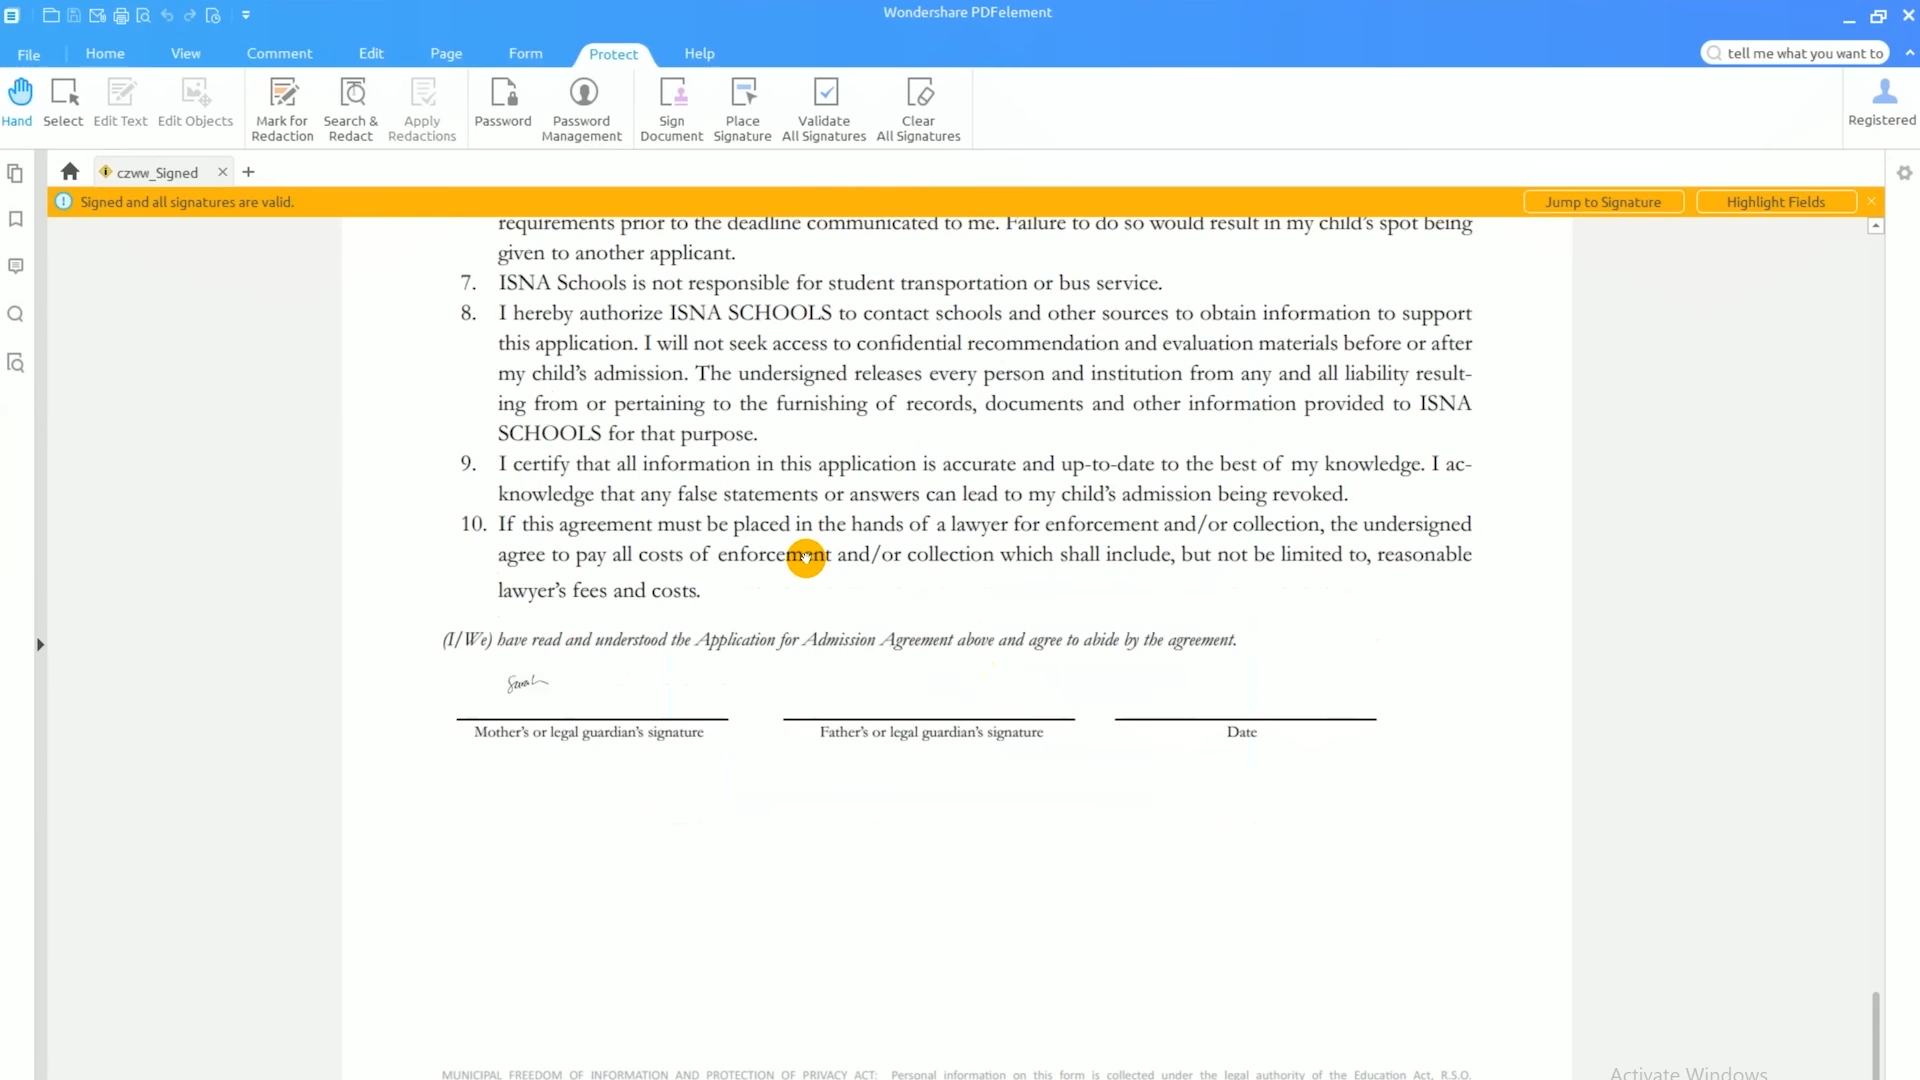 Wondershare PDFelement
File Home View Comment Edit Page Form Protect Help
tell me what you want to
Hand Select Edit Text Edit Objects Mark for Redaction Search & Redact Apply Redactions Password Password Management Sign Document Place Signature Validate All Signatures Clear All Signatures Registered
czww_Signed
Signed and all signatures are valid. Jump to Signature Highlight Fields
requirements prior to the deadline communicated to me. Failure to do so would result in my child's spot being
given to another applicant.
7. ISNA Schools is not responsible for student transportation or bus service.
8. I hereby authorize ISNA SCHOOLS to contact schools and other sources to obtain information to support
this application. I will not seek access to confidential recommendation and evaluation materials before or after
my child's admission. The undersigned releases every person and institution from any and all liability result-
ing from or pertaining to the furnishing of records, documents and other information provided to ISNA
SCHOOLS for that purpose.
9. I certify that all information in this application is accurate and up-to-date to the best of my knowledge. I ac-
knowledge that any false statements or answers can lead to my child's admission being revoked.
10. If this agreement must be placed in the hands of a lawyer for enforcement and/or collection, the undersigned
agree to pay all costs of enforcement and/or collection which shall include, but not be limited to, reasonable
lawyer's fees and costs.
(I/We) have read and understood the Application for Admission Agreement above and agree to abide by the agreement.
Sarah
Mother's or legal guardian's signature Father's or legal guardian's signature Date
MUNICIPAL FREEDOM OF INFORMATION AND PROTECTION OF PRIVACY ACT: Personal information on this form is collected under the legal authority of the Education Act, R.S.O.
Activate Windows